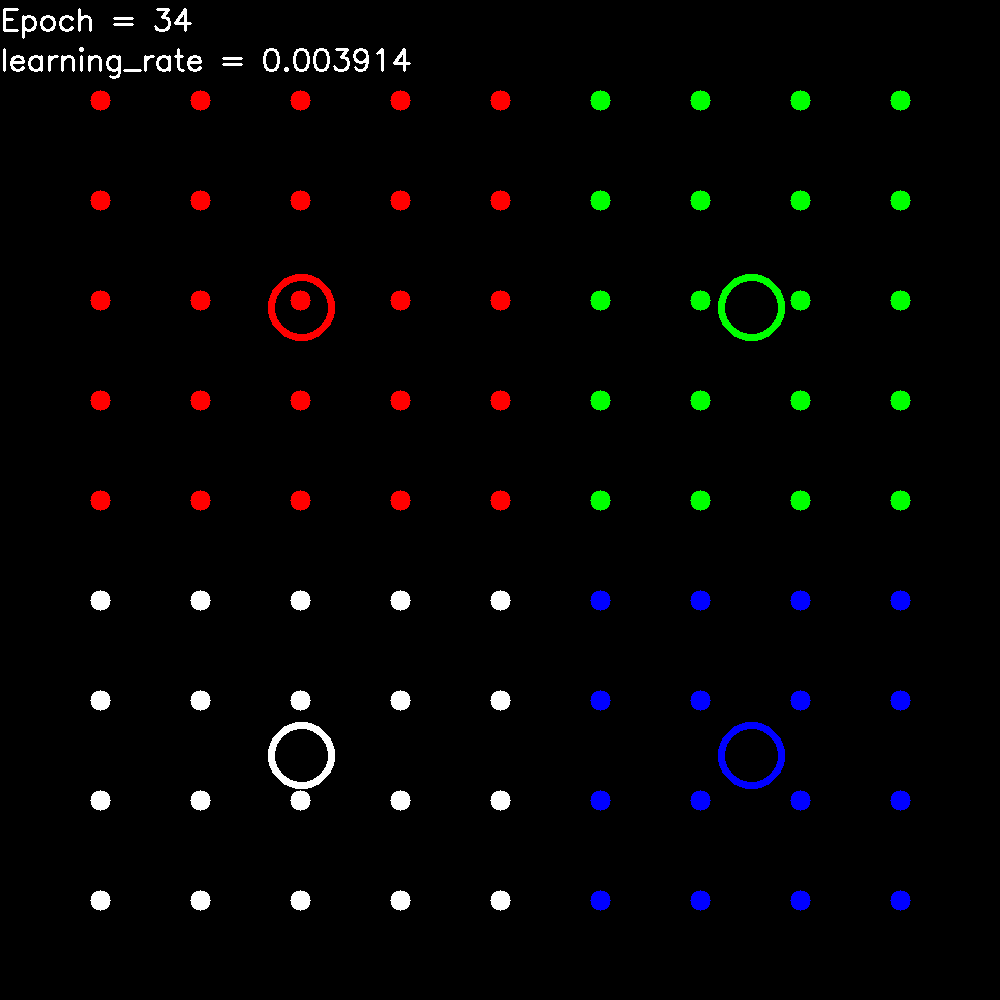 Epoch = 34
learning_rate = 0.003914